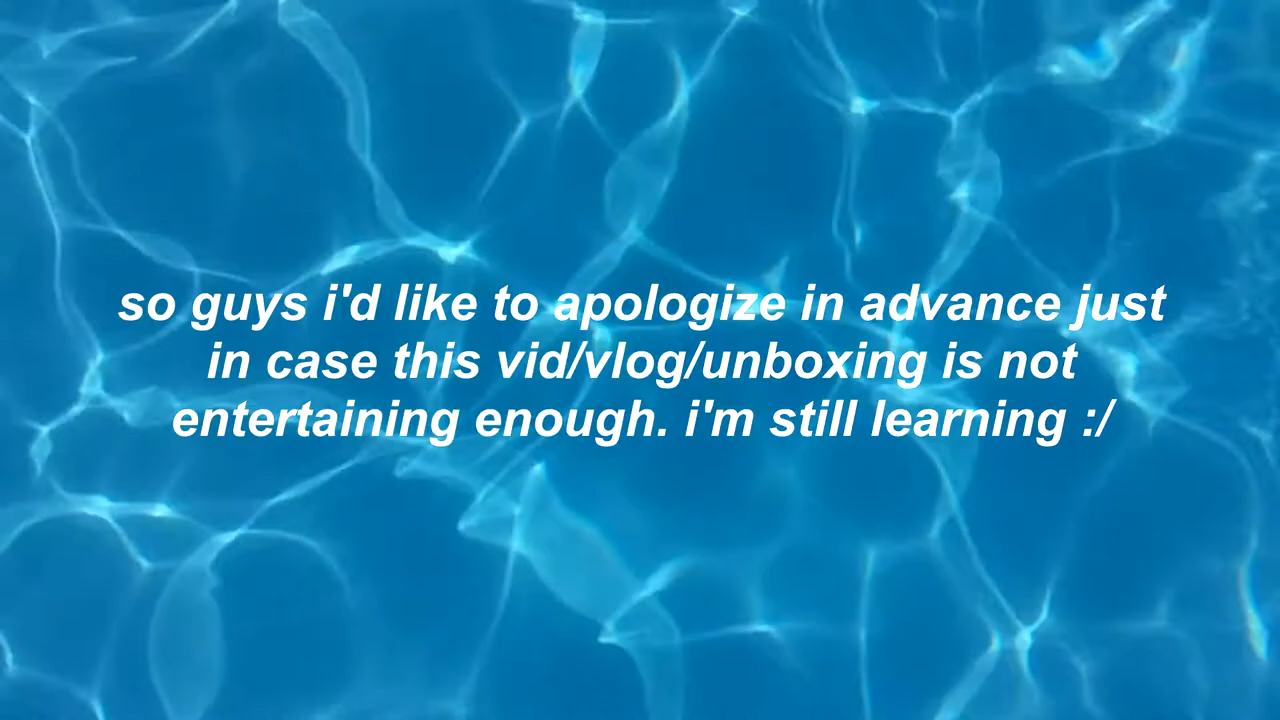 so guys i'd like to apologize in advance just
in case this vid/vlog/unboxing is not
entertaining enough. i'm still learning :/